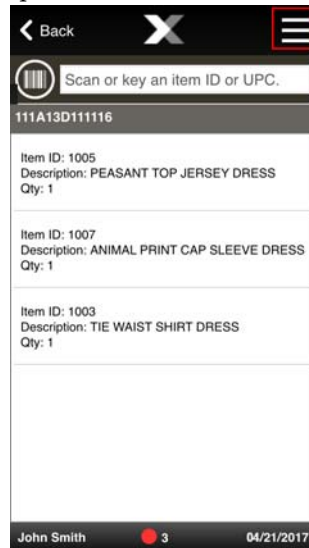 Back
Scan or key an item ID or UPC.
111A13D111116
Item ID: 1005
Description: PEASANT TOP JERSEY DRESS
Qty: 1
Item ID: 1007
Description: ANIMAL PRINT CAP SLEEVE DRESS
Qty: 1
Item ID: 1003
Description: TIE WAIST SHIRT DRESS
Qty: 1
John Smith 3 04/21/2017